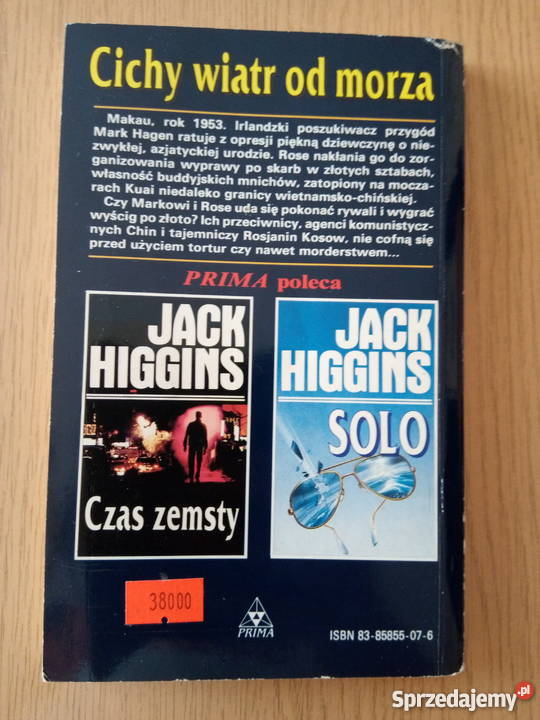 Cichy wiatr od morza
Makau, rok 1953. Irlandzki poszukiwacz przygód
Mark Hagen ratuje z opresji piękną dziewczynę o nie-
zwykłej, azjatyckiej urodzie. Rose nakłania go do zor-
ganizowania wyprawy po skarb w złotych sztabach,
własność buddyjskich mnichów, zatopiony na mocza-
rach Kuai niedaleko granicy wietnamsko-chińskiej.
Czy Markowi i Rose uda się pokonać rywali i wygrać
wyścig po złoto? Ich przeciwnicy, agenci komunistycz-
nych Chin i tajemniczy Rosjanin Kosow, nie cofną się
przed użyciem tortur czy nawet morderstwem...
PRIMA poleca
JACK
HIGGINS
Czas zemsty
JACK
HIGGINS
SOLO
38000
PRIMA
ISBN 83-85855-07-6
Sprzedajemy.pl